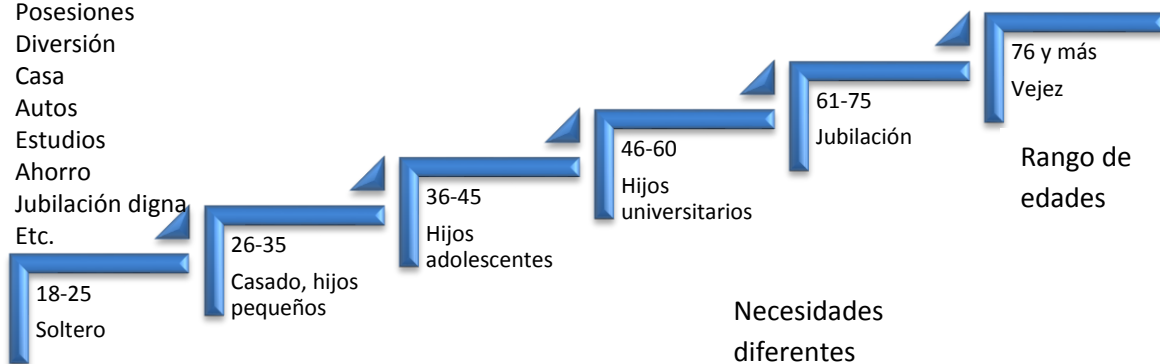 Posesiones
Diversión
Casa
Autos
Estudios
Ahorro
Jubilación digna
Etc.
18-25
Soltero
26-35
Casado, hijos
pequeños
36-45
Hijos
adolescentes
46-60
Hijos
universitarios
61-75
Jubilación
76 y más
Vejez
Rango de
edades
Necesidades
diferentes